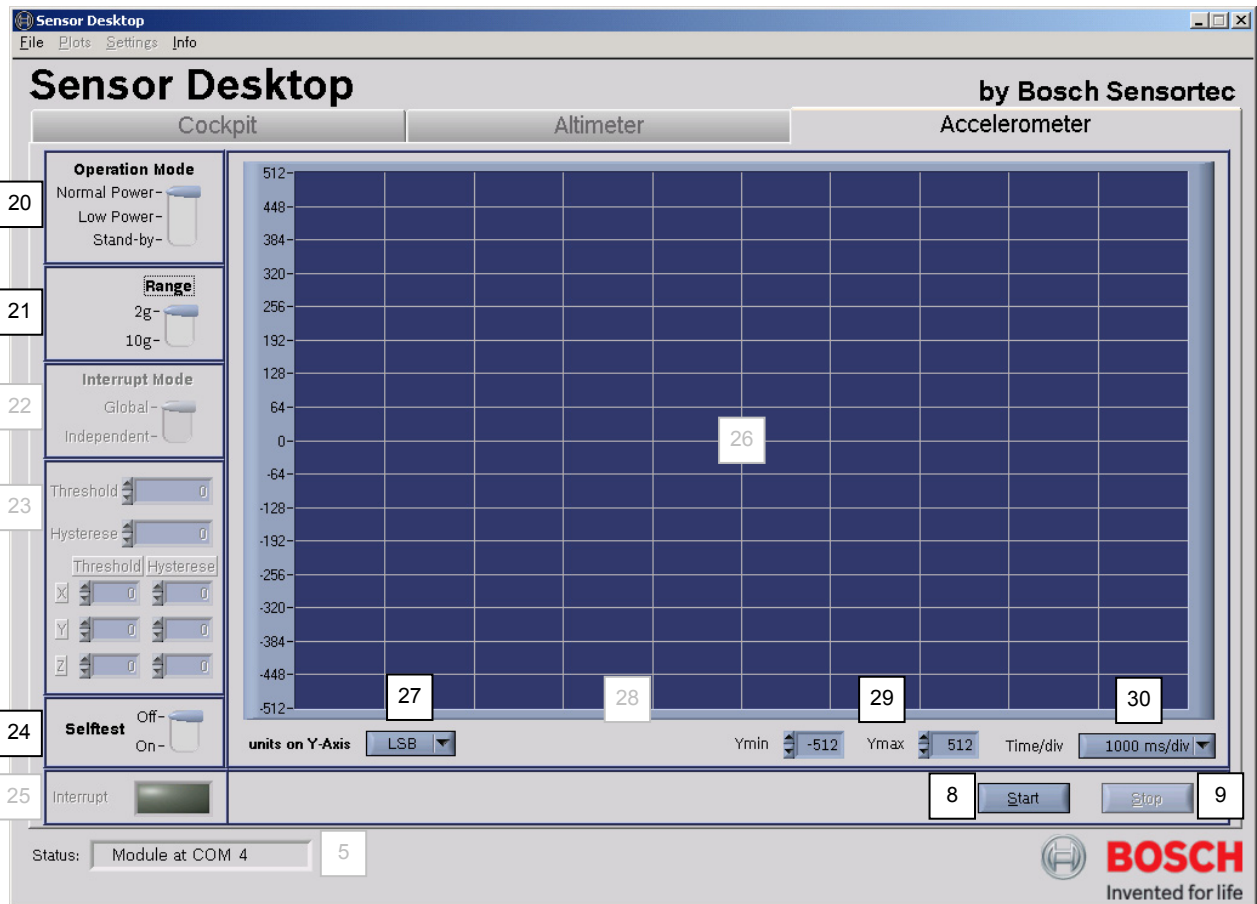 Sensor Desktop
File Plots Settings Info
Sensor Desktop
by Bosch Sensortec
Cockpit Altimeter Accelerometer
Operation Mode
20
Normal Power-
Low Power-
Stand-by-
Range
21
2g-
10g-
Interrupt Mode
22
Global-
Independent-
23
Threshold 0
Hysterese 0
Threshold Hysterese
X 0 0
Y 0 0
Z 0 0
24
Selftest
Off-
On-
25
Interrupt
512-
448-
384-
320-
256-
192-
128-
64-
0-
-64-
-128-
-192-
-256-
-320-
-384-
-448-
-512-
26
27
28
29
30
units on Y-Axis LSB Ymin -512 Ymax 512 Time/div 1000 ms/div
8 Start Stop 9
Status: Module at COM 4 5
BOSCH
Invented for life